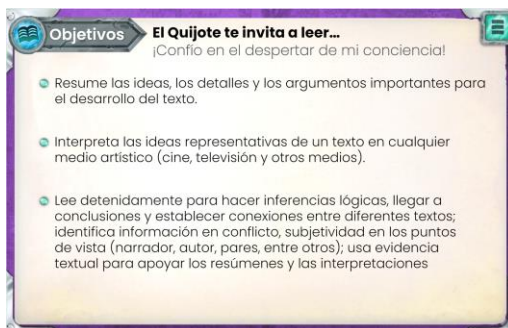 Objetivos
El Quijote te invita a leer...
¡Confío en el despertar de mi conciencia!
Resume las ideas, los detalles y los argumentos importantes para
el desarrollo del texto.
Interpreta las ideas representativas de un texto en cualquier
medio artístico (cine, televisión y otros medios).
Lee detenidamente para hacer inferencias lógicas, llegar a
conclusiones y establecer conexiones entre diferentes textos;
identifica información en conflicto, subjetividad en los puntos
de vista (narrador, autor, pares, entre otros); usa evidencia
textual para apoyar los resúmenes y las interpretaciones